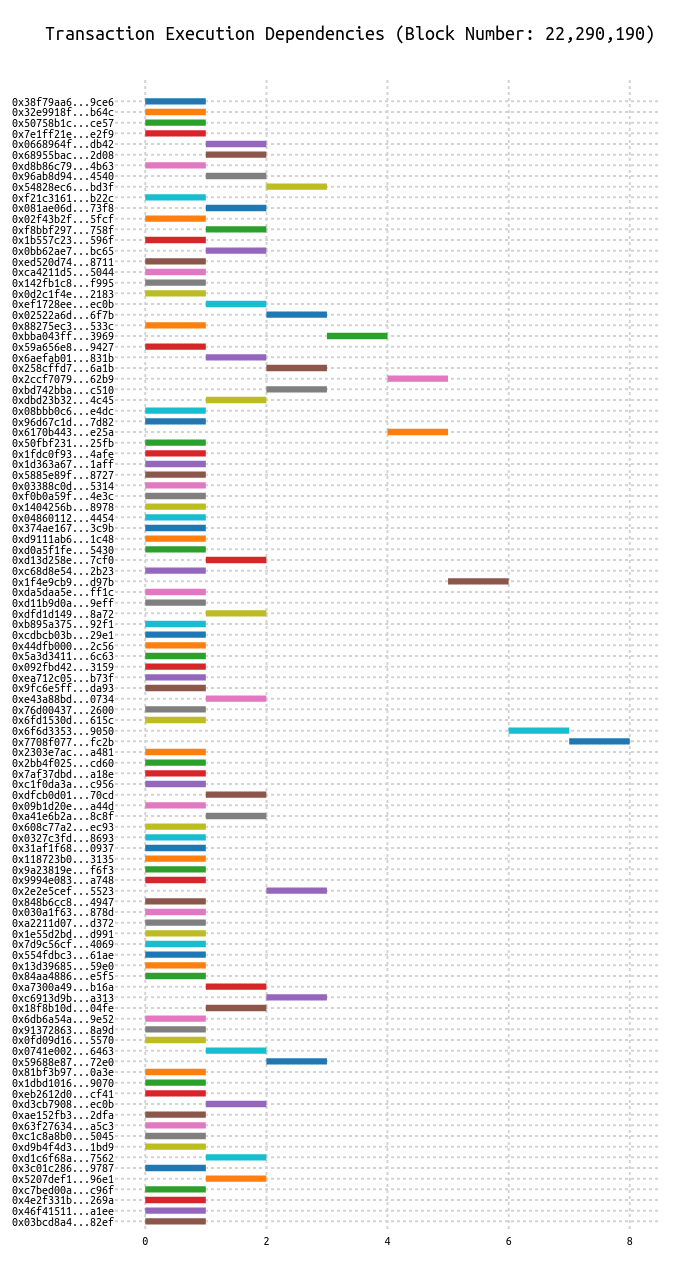 Transaction Execution Dependencies (Block Number: 22,290,190)
0x38f79aa6...9ce6
0x32e9918f...b64c
0x50758b1c...ce57
0x7e1ff21e...e2f9
0x0668964f...db42
0x68955bac...2d08
0xd8b86c79...4b63
0x96ab8d94...4540
0x54828ec6...bd3f
0xf21c3161...b22c
0x081ae06d...73f8
0x02f43b2f...5fcf
0xf8bbf297...758f
0x1b557c23...596f
0x0bb62ae7...bc65
0xed520d74...8711
0xca4211d5...5044
0x142fb1c8...f995
0x0d2c1f4e...2183
0xef1728ee...ec0b
0x02522a6d...6f7b
0x88275ec3...533c
0xbba043ff...3969
0x59a656e8...9427
0x6aefab01...831b
0x258cffd7...6a1b
0x2ccf7079...62b9
0xbd742bba...c510
0xdbd23b32...4c45
0x08bbb0c6...e4dc
0x96d67c1d...7d82
0x6170b443...e25a
0x50fbf231...25fb
0x1fdc0f93...4afe
0x1d363a67...1aff
0x5885e89f...8727
0x03388c0d...5314
0xf0b0a59f...4e3c
0x1404256b...8978
0x04860112...4454
0x374ae167...3c9b
0xd9111ab6...1c48
0xd0a5f1fe...5430
0xd13d258e...7cf0
0xc68d8e54...2b23
0x1f4e9cb9...d97b
0xda5daa5e...ff1c
0xd11b9d0a...9eff
0xdfd1d149...8a72
0xb895a375...92f1
0xcdbcb03b...29e1
0x44dfb000...2c56
0x5a3d3411...6c63
0x092fbd42...3159
0xea712c05...b73f
0x9fc6e5ff...da93
0xe43a88bd...0734
0x76d00437...2600
0x6fd1530d...615c
0x6f6d3353...9050
0x7708f077...fc2b
0x2303e7ac...a481
0x2bb4f025...cd60
0x7af37dbd...a18e
0xc1f0da3a...c956
0xdfcb0d01...70cd
0x09b1d20e...a44d
0xa41e6b2a...8c8f
0x608c77a2...ec93
0x0327c3fd...8693
0x31af1f68...0937
0x118723b0...3135
0x9a23819e...f6f3
0x9994e083...a748
0x2e2e5cef...5523
0x848b6cc8...4947
0x030a1f63...878d
0xa2211d07...d372
0x1e55d2bd...d991
0x7d9c56cf...4069
0x554fdbc3...61ae
0x13d39685...59e0
0x84aa4886...e5f5
0xa7300a49...b16a
0xc6913d9b...a313
0x18f8b10d...04fe
0x6db6a54a...9e52
0x91372863...8a9d
0x0fd09d16...5570
0x0741e002...6463
0x59688e87...72e0
0x81bf3b97...0a3e
0x1dbd1016...9070
0xeb2612d0...cf41
0xd3cb7908...ec0b
0xae152fb3...2dfa
0x63f27634...a5c3
0xc1c8a8b0...5045
0xd9b4f4d3...1bd9
0xd1c6f68a...7562
0x3c01c286...9787
0x5207def1...96e1
0xc7bed00a...c96f
0x4e2f331b...269a
0x46f41511...a1ee
0x03bcd8a4...82ef
0 2 4 6 8